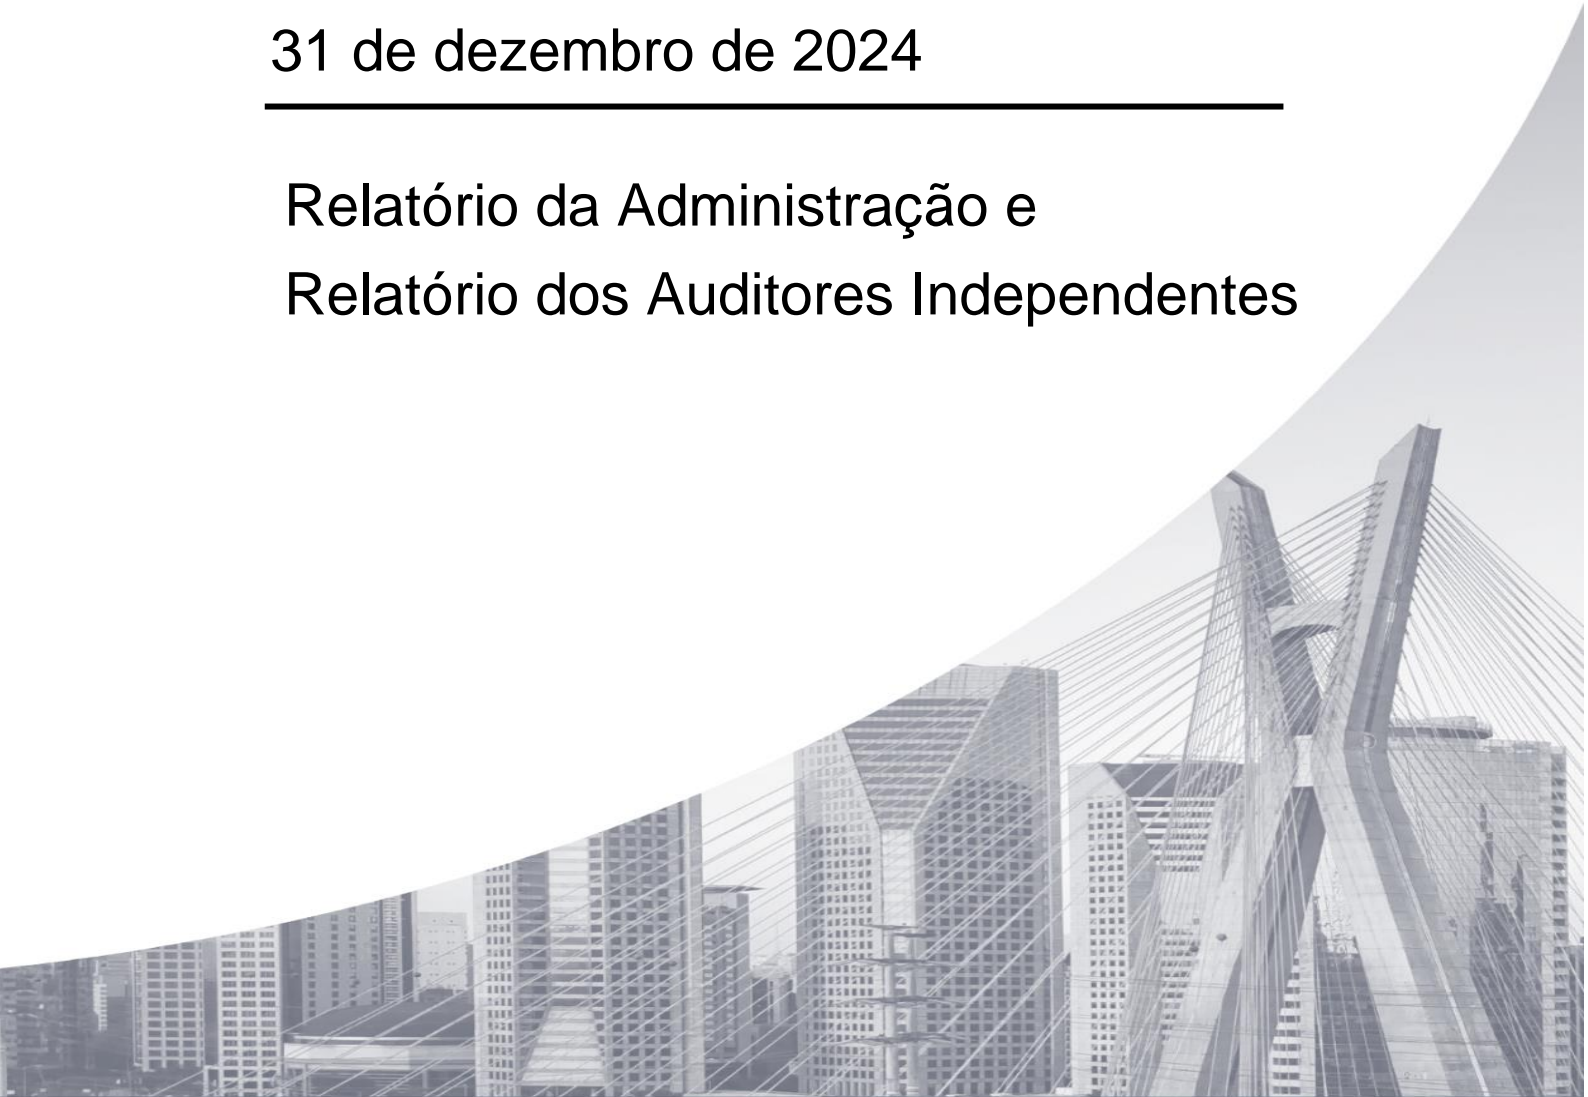 31 de dezembro de 2024
Relatório da Administração e
Relatório dos Auditores Independentes